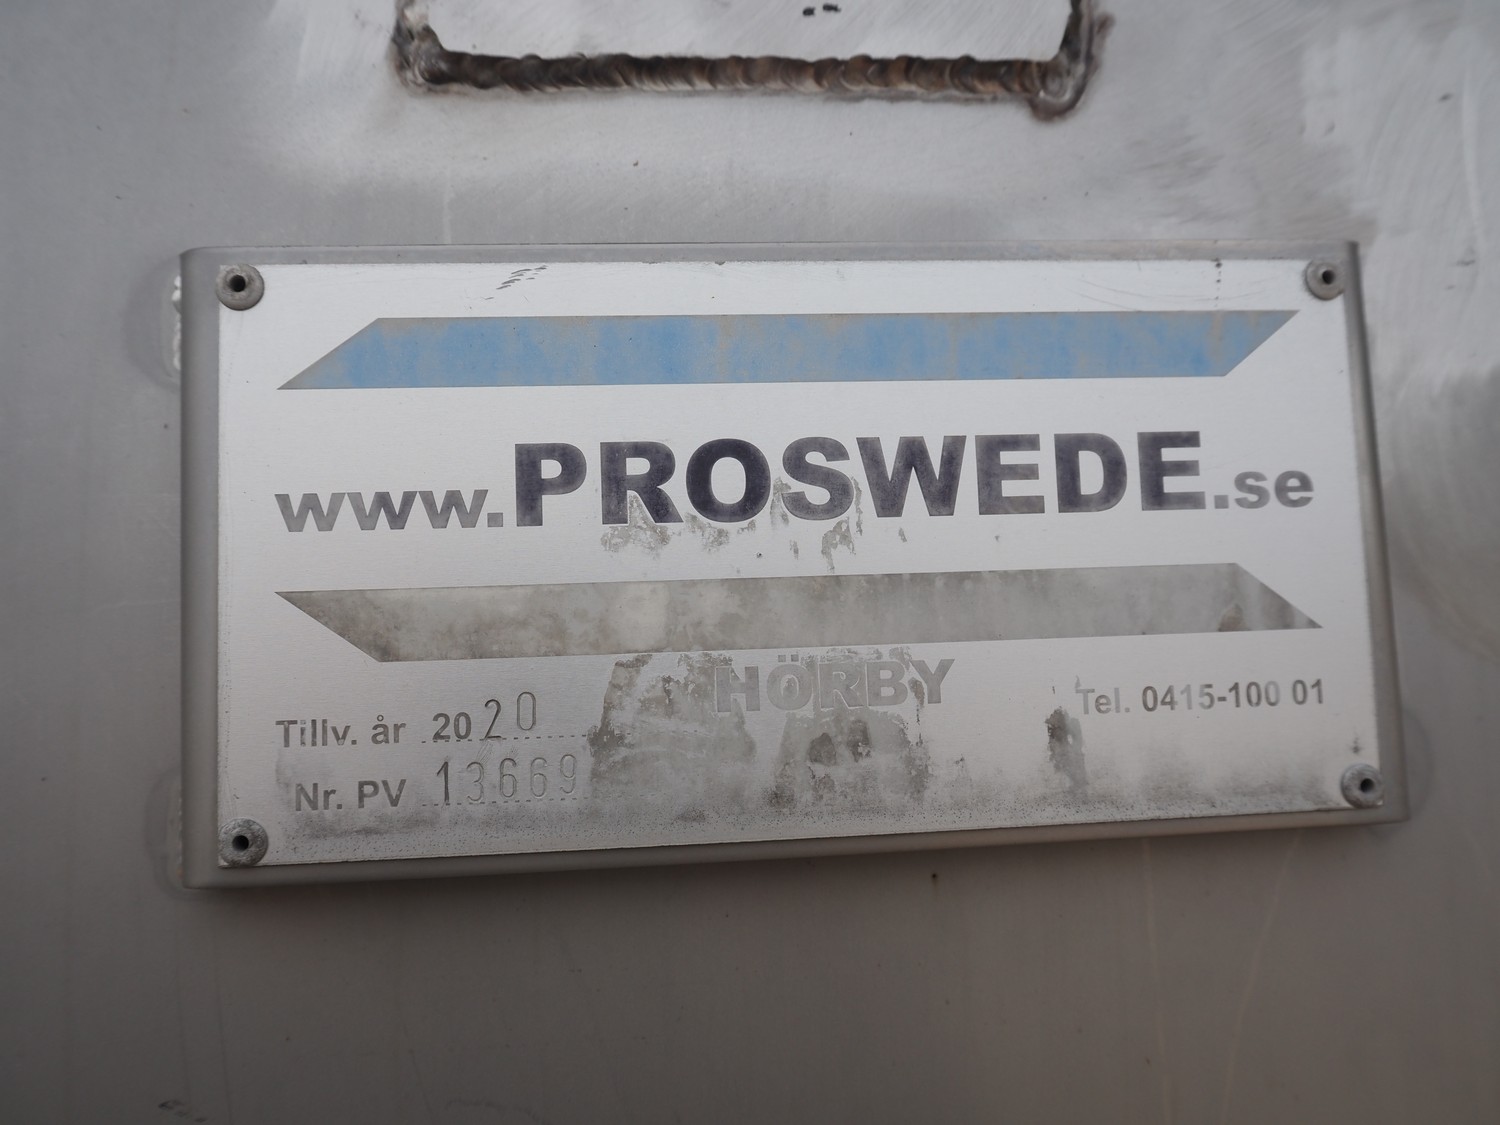 www.PROSWEDE.se
HÖRBY
Tel. 0415-100 01
Tillv. år 2020
Nr. PV 13669